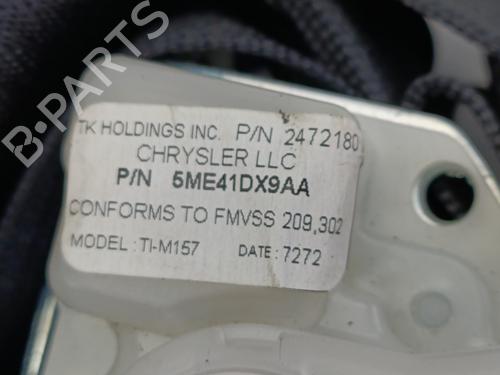 B-PARTS
TK HOLDINGS INC. P/N 2472180
CHRYSLER LLC
P/N 5ME41DX9AA
CONFORMS TO FMVSS 209,302
MODEL : TI-M157 DATE : 7272